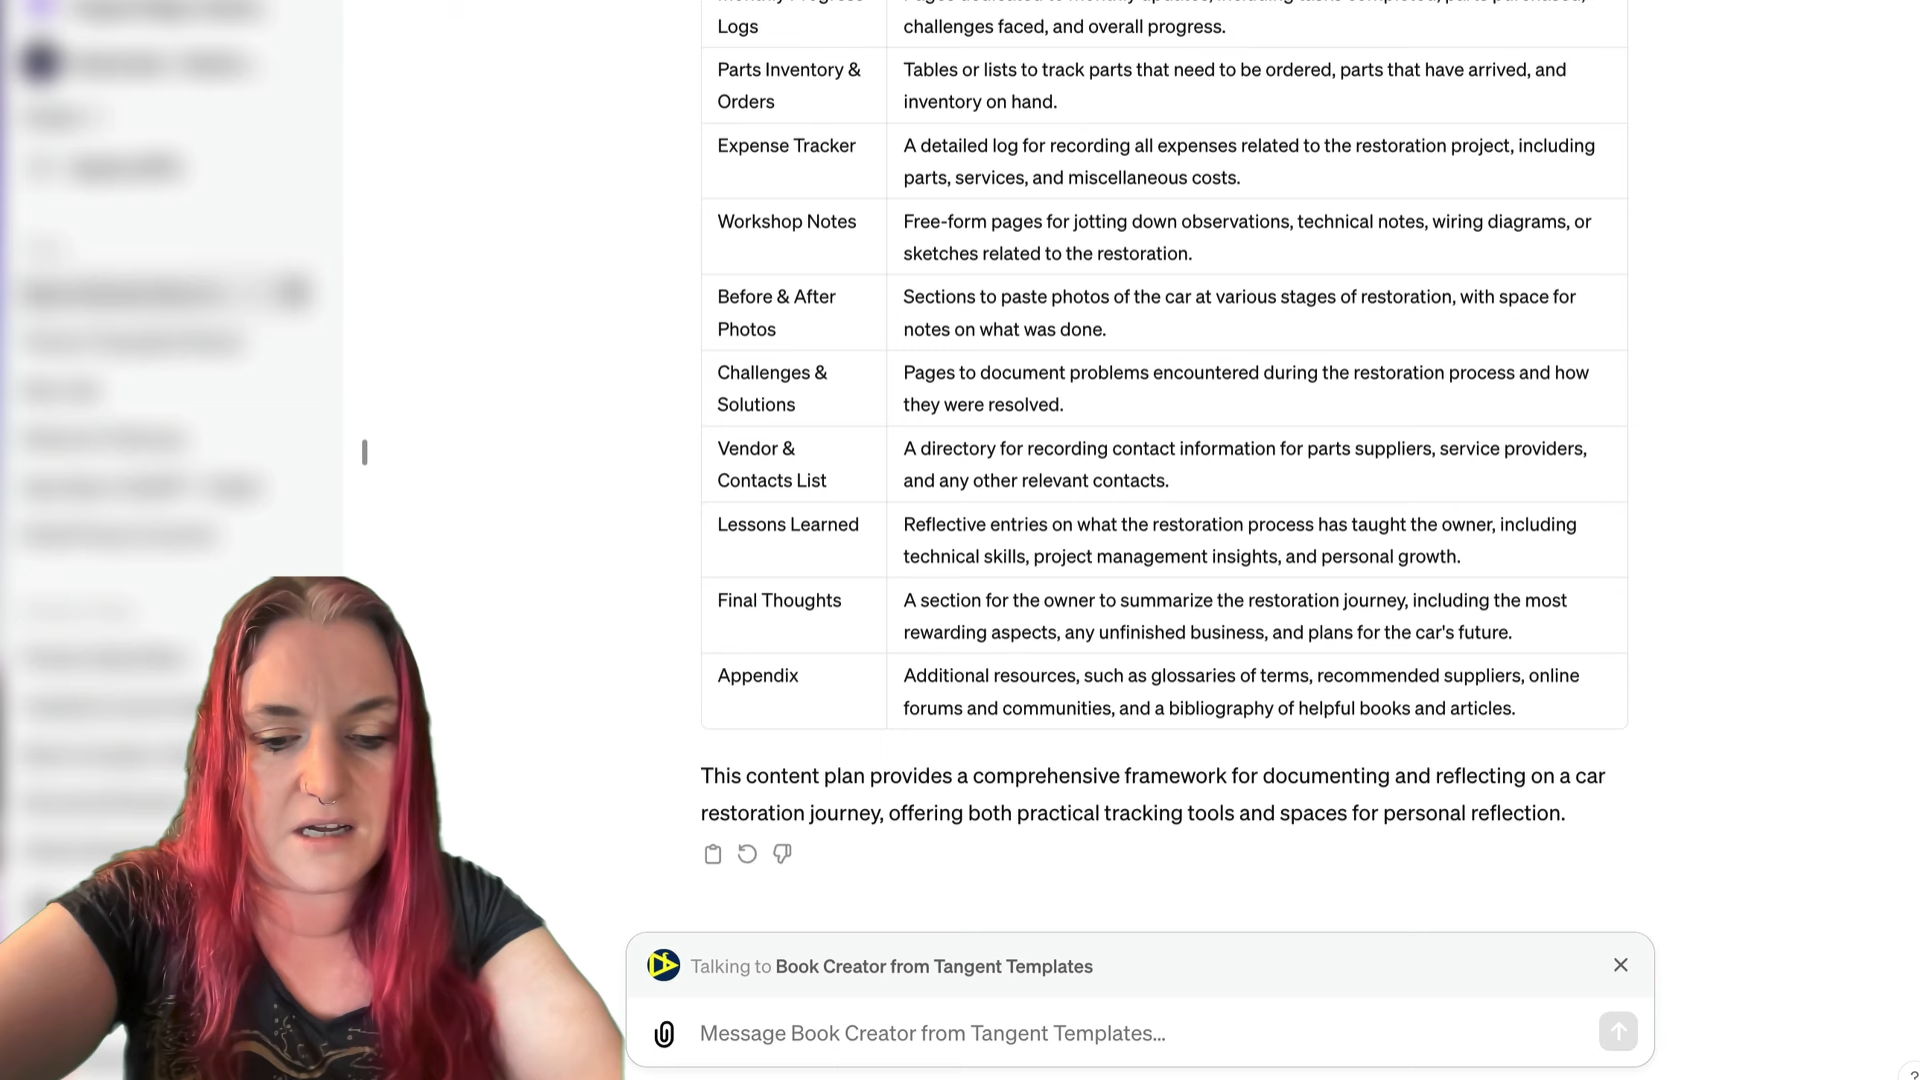 Logs
challenges faced, and overall progress.
Parts Inventory &
Orders
Tables or lists to track parts that need to be ordered, parts that have arrived, and
inventory on hand.
Expense Tracker
A detailed log for recording all expenses related to the restoration project, including
parts, services, and miscellaneous costs.
Workshop Notes
Free-form pages for jotting down observations, technical notes, wiring diagrams, or
sketches related to the restoration.
Before & After
Photos
Sections to paste photos of the car at various stages of restoration, with space for
notes on what was done.
Challenges &
Solutions
Pages to document problems encountered during the restoration process and how
they were resolved.
Vendor &
Contacts List
A directory for recording contact information for parts suppliers, service providers,
and any other relevant contacts.
Lessons Learned
Reflective entries on what the restoration process has taught the owner, including
technical skills, project management insights, and personal growth.
Final Thoughts
A section for the owner to summarize the restoration journey, including the most
rewarding aspects, any unfinished business, and plans for the car's future.
Appendix
Additional resources, such as glossaries of terms, recommended suppliers, online
forums and communities, and a bibliography of helpful books and articles.
This content plan provides a comprehensive framework for documenting and reflecting on a car
restoration journey, offering both practical tracking tools and spaces for personal reflection.
Talking to Book Creator from Tangent Templates
Message Book Creator from Tangent Templates...
?